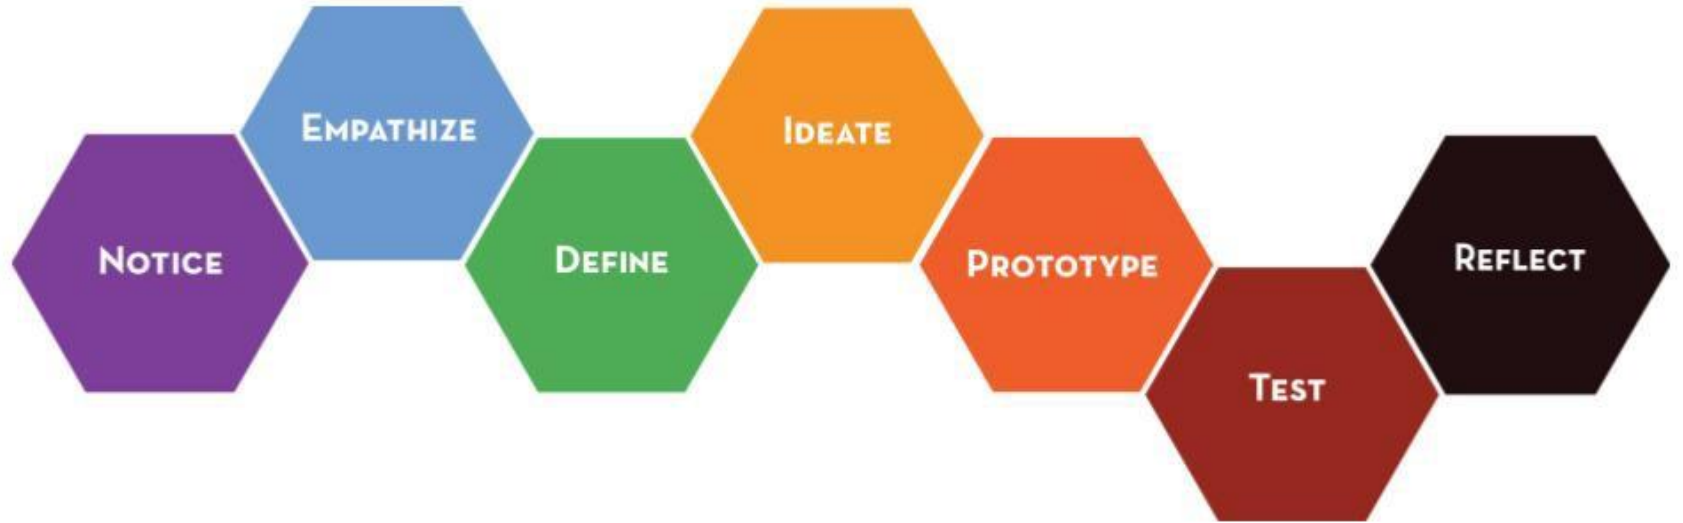 Notice
Empathize
Define
Ideate
Prototype
Test
Reflect